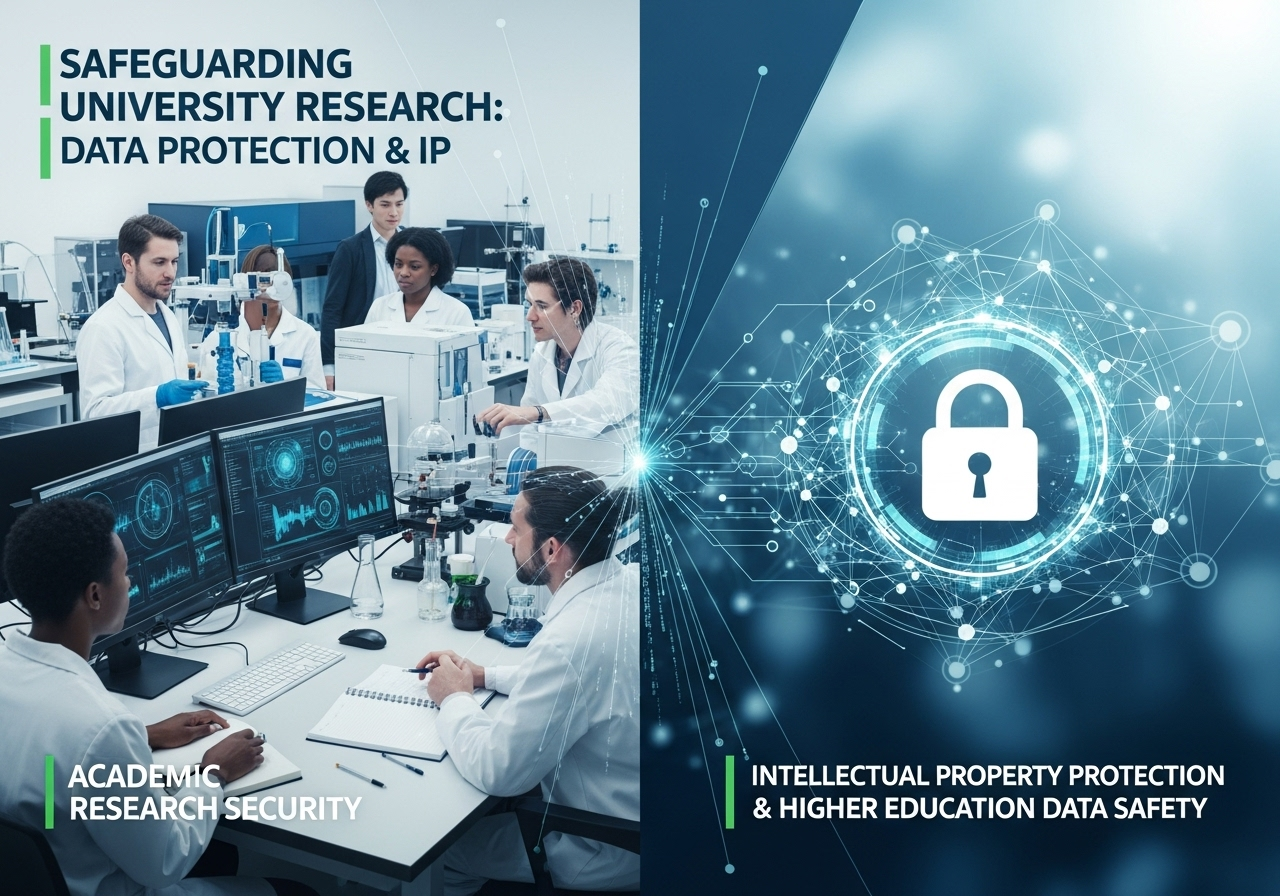 SAFEGUARDING
UNIVERSITY RESEARCH:
DATA PROTECTION & IP
ACADEMIC
RESEARCH SECURITY
INTELLECTUAL PROPERTY PROTECTION
& HIGHER EDUCATION DATA SAFETY